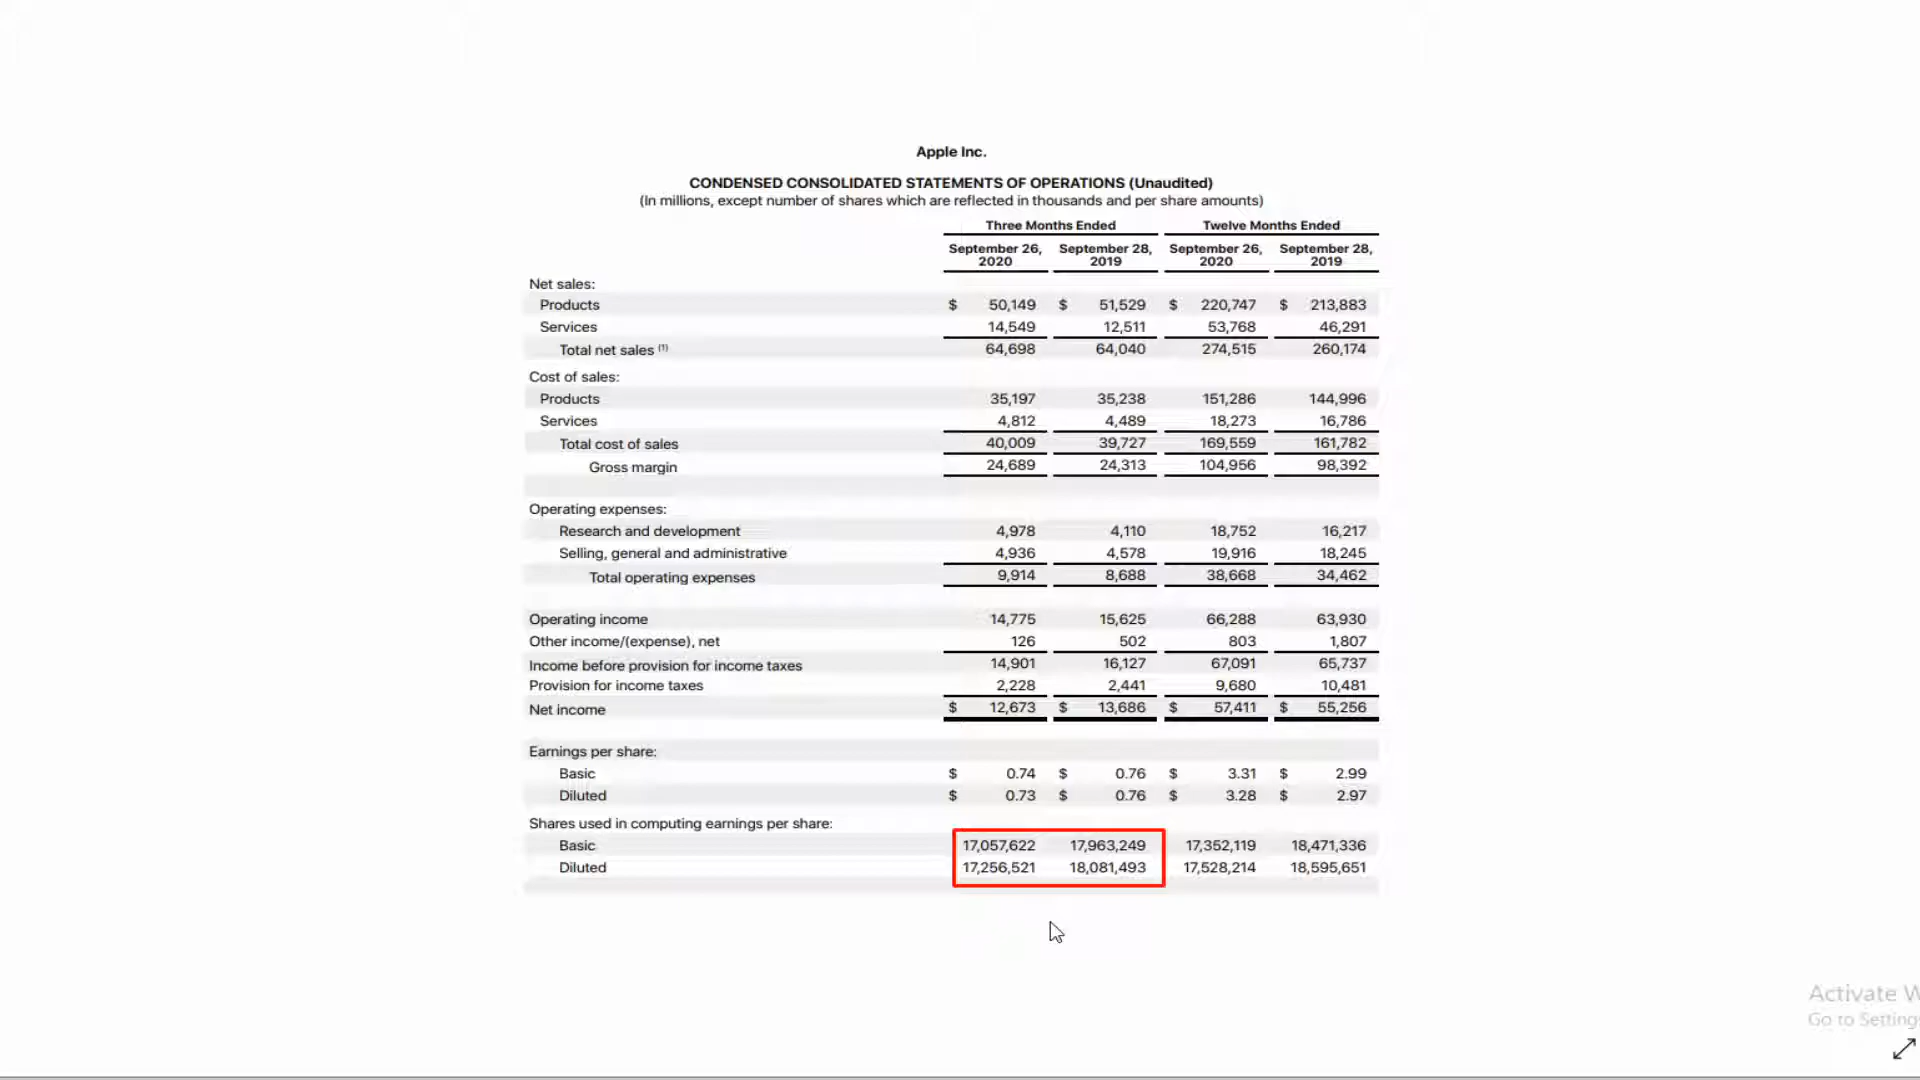 Apple Inc.
CONDENSED CONSOLIDATED STATEMENTS OF OPERATIONS (Unaudited)
(In millions, except number of shares which are reflected in thousands and per share amounts)
Three Months Ended Twelve Months Ended
September 26, 2020 September 28, 2019 September 26, 2020 September 28, 2019
Net sales:
Products $ 50,149 $ 51,529 $ 220,747 $ 213,883
Services 14,549 12,511 53,768 46,291
Total net sales (1) 64,698 64,040 274,515 260,174
Cost of sales:
Products 35,197 35,238 151,286 144,996
Services 4,812 4,489 18,273 16,786
Total cost of sales 40,009 39,727 169,559 161,782
Gross margin 24,689 24,313 104,956 98,392
Operating expenses:
Research and development 4,978 4,110 18,752 16,217
Selling, general and administrative 4,936 4,578 19,916 18,245
Total operating expenses 9,914 8,688 38,668 34,462
Operating income 14,775 15,625 66,288 63,930
Other income/(expense), net 126 502 803 1,807
Income before provision for income taxes 14,901 16,127 67,091 65,737
Provision for income taxes 2,228 2,441 9,680 10,481
Net income $ 12,673 $ 13,686 $ 57,411 $ 55,256
Earnings per share:
Basic $ 0.74 $ 0.76 $ 3.31 $ 2.99
Diluted $ 0.73 $ 0.76 $ 3.28 $ 2.97
Shares used in computing earnings per share:
Basic 17,057,622 17,963,249 17,352,119 18,471,336
Diluted 17,256,521 18,081,493 17,528,214 18,595,651
Activate W
Go to Setting